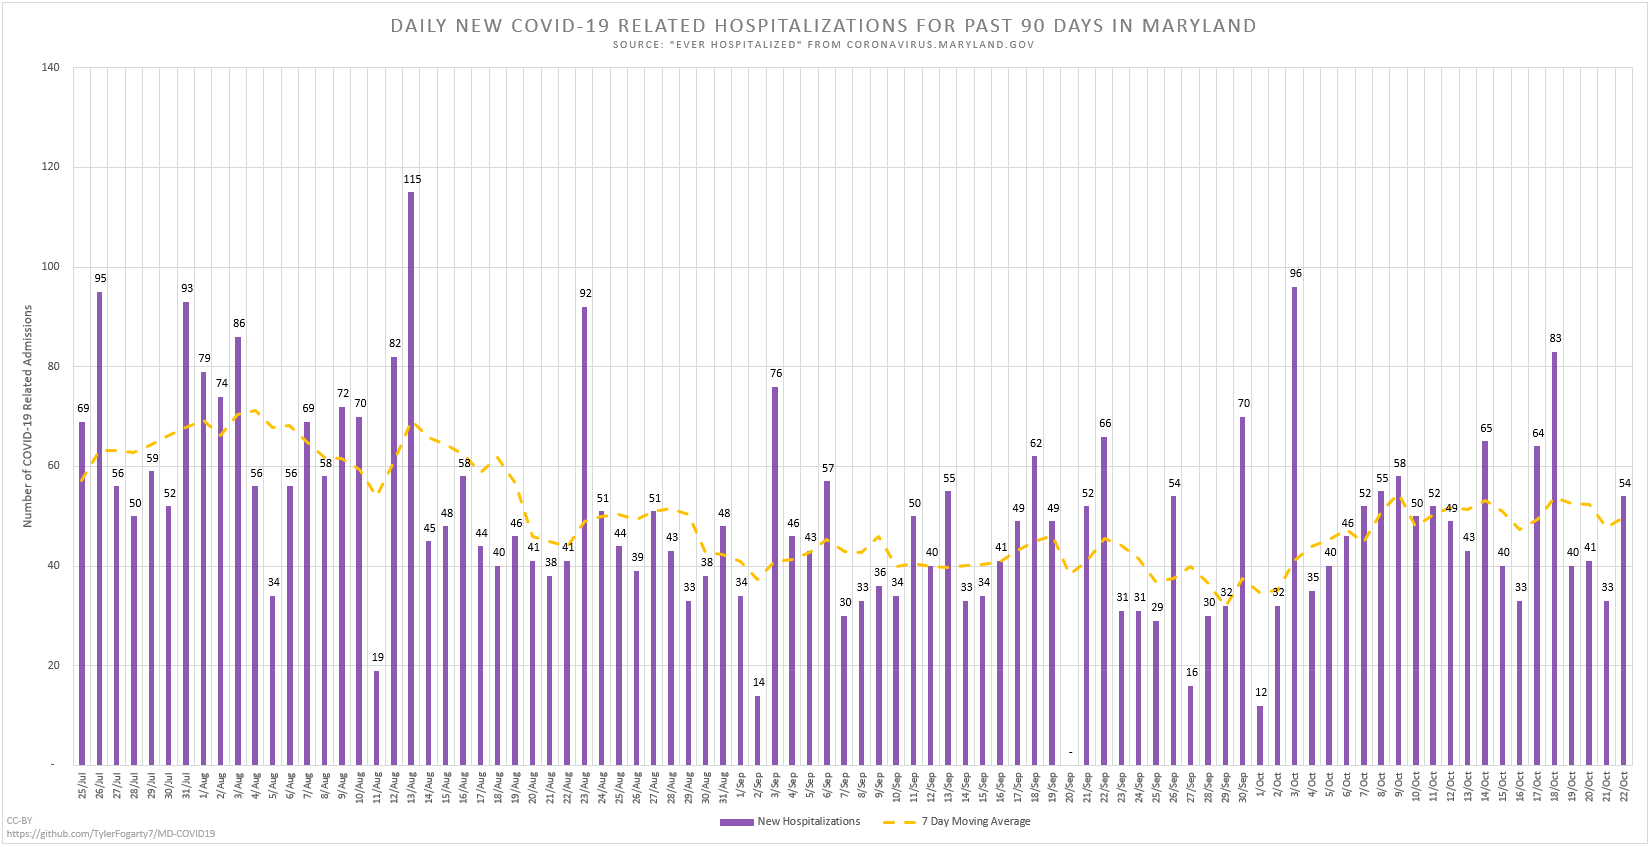 DAILY NEW COVID-19 RELATED HOSPITALIZATIONS FOR PAST 90 DAYS IN MARYLAND
SOURCE: "EVER HOSPITALIZED" FROM CORONAVIRUS.MARYLAND.GOV
Number of COVID-19 Related Admissions
140
120
100
80
60
40
20
-
69 95 56 50 59 52 93 79 74 86 56 34 56 69 58 72 70 19 82 115 45 48 58 44 40 46 41 38 41 92 51 44 39 51 43 33 38 48 34 14 76 46 43 57 30 33 36 34 50 40 55 33 34 41 49 62 49 - 52 66 31 31 29 54 16 30 32 70 12 32 96 35 40 46 52 55 58 50 52 49 43 65 40 33 64 83 40 41 33 54
25/Jul 26/Jul 27/Jul 28/Jul 29/Jul 30/Jul 31/Jul 1/Aug 2/Aug 3/Aug 4/Aug 5/Aug 6/Aug 7/Aug 8/Aug 9/Aug 10/Aug 11/Aug 12/Aug 13/Aug 14/Aug 15/Aug 16/Aug 17/Aug 18/Aug 19/Aug 20/Aug 21/Aug 22/Aug 23/Aug 24/Aug 25/Aug 26/Aug 27/Aug 28/Aug 29/Aug 30/Aug 31/Aug 1/Sep 2/Sep 3/Sep 4/Sep 5/Sep 6/Sep 7/Sep 8/Sep 9/Sep 10/Sep 11/Sep 12/Sep 13/Sep 14/Sep 15/Sep 16/Sep 17/Sep 18/Sep 19/Sep 20/Sep 21/Sep 22/Sep 23/Sep 24/Sep 25/Sep 26/Sep 27/Sep 28/Sep 29/Sep 30/Sep 1/Oct 2/Oct 3/Oct 4/Oct 5/Oct 6/Oct 7/Oct 8/Oct 9/Oct 10/Oct 11/Oct 12/Oct 13/Oct 14/Oct 15/Oct 16/Oct 17/Oct 18/Oct 19/Oct 20/Oct 21/Oct 22/Oct
New Hospitalizations 7 Day Moving Average
CC-BY
https://github.com/TylerFogarty7/MD-COVID19